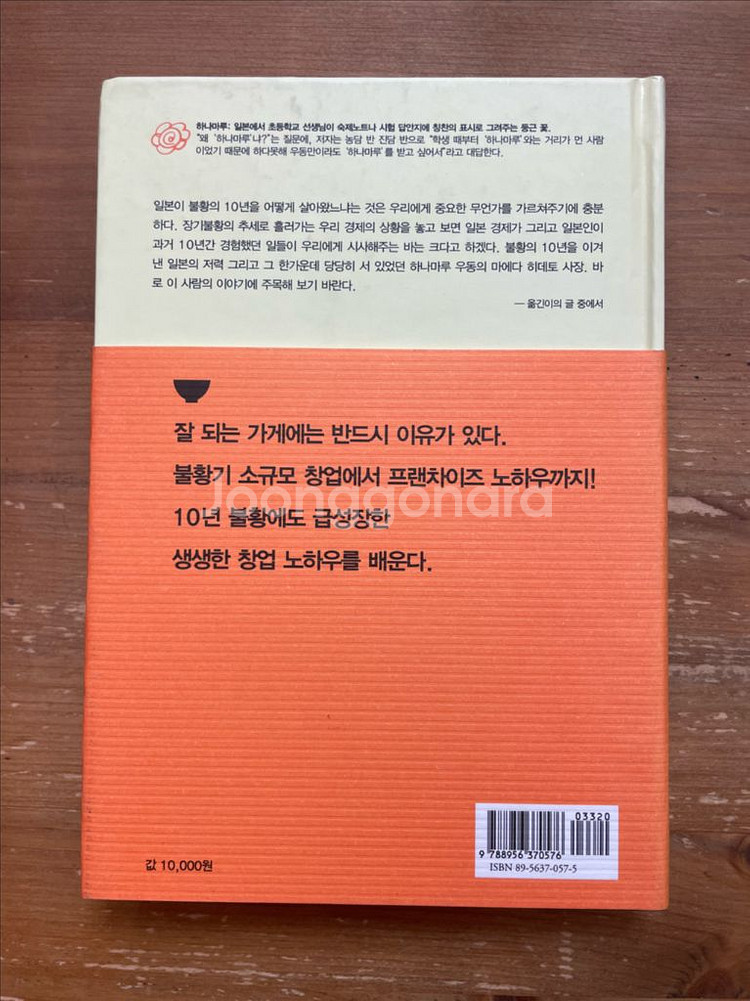 하나마루: 일본에서 초등학교 선생님이 숙제노트나 시험 답안지에 칭찬의 표시로 그려주는 둥근 꽃.
"왜 '하나마루'냐?"는 질문에, 저자는 농담 반 진담 반으로 "학생 때부터 '하나마루'와는 거리가 먼 사람
이었기 때문에 하다못해 우동만이라도 '하나마루'를 받고 싶어서"라고 대답한다.
일본이 불황의 10년을 어떻게 살아왔느냐는 것은 우리에게 중요한 무언가를 가르쳐주기에 충분
하다. 장기불황의 추세로 흘러가는 우리 경제의 상황을 놓고 보면 일본 경제가 그리고 일본인이
과거 10년간 경험했던 일들이 우리에게 시사해주는 바는 크다고 하겠다. 불황의 10년을 이겨
낸 일본의 저력 그리고 그 한가운데 당당히 서 있었던 하나마루 우동의 마에다 히데토 사장. 바
로 이 사람의 이야기에 주목해 보기 바란다.
— 옮긴이의 글 중에서
잘 되는 가게에는 반드시 이유가 있다.
불황기 소규모 창업에서 프랜차이즈 노하우까지!
Joonggonara
10년 불황에도 급성장한
생생한 창업 노하우를 배운다.
03320
9 788956 370576
ISBN 89-5637-057-5
값 10,000원